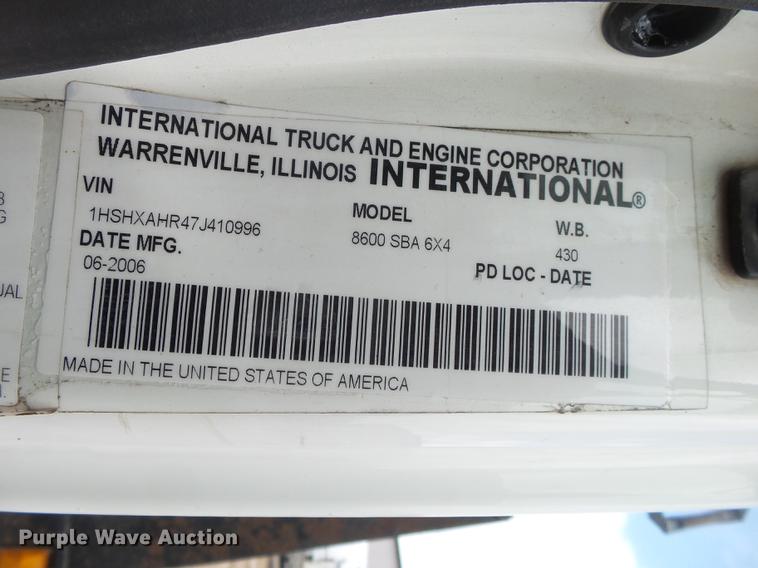 INTERNATIONAL TRUCK AND ENGINE CORPORATION
WARRENVILLE, ILLINOIS INTERNATIONAL®
VIN
1HSHXAHR47J410996
MODEL
8600 SBA 6X4
W.B.
430
DATE MFG.
06-2006
PD LOC - DATE
MADE IN THE UNITED STATES OF AMERICA
Purple Wave Auction